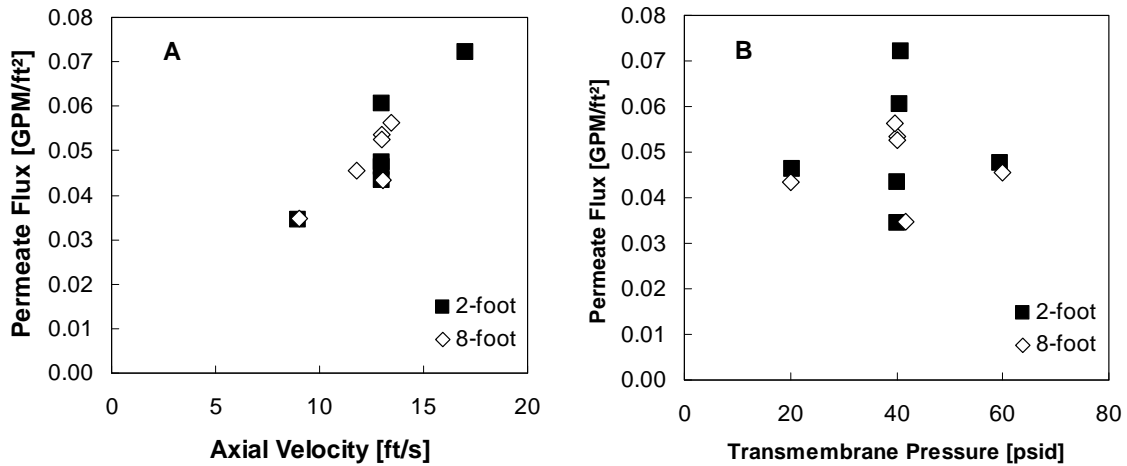 A
Permeate Flux [GPM/ft²]
0.08
0.07
0.06
0.05
0.04
0.03
0.02
0.01
0.00
0
5
10
15
20
Axial Velocity [ft/s]
2-foot
8-foot
B
Permeate Flux [GPM/ft²]
0.08
0.07
0.06
0.05
0.04
0.03
0.02
0.01
0.00
0
20
40
60
80
Transmembrane Pressure [psid]
2-foot
8-foot